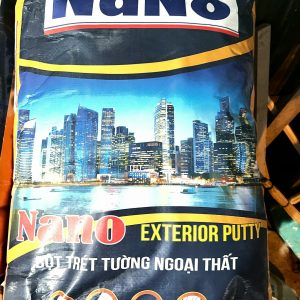 NaNo
Nano EXTERIOR PUTTY
BỘT TRÉT TƯỜNG NGOẠI THẤT